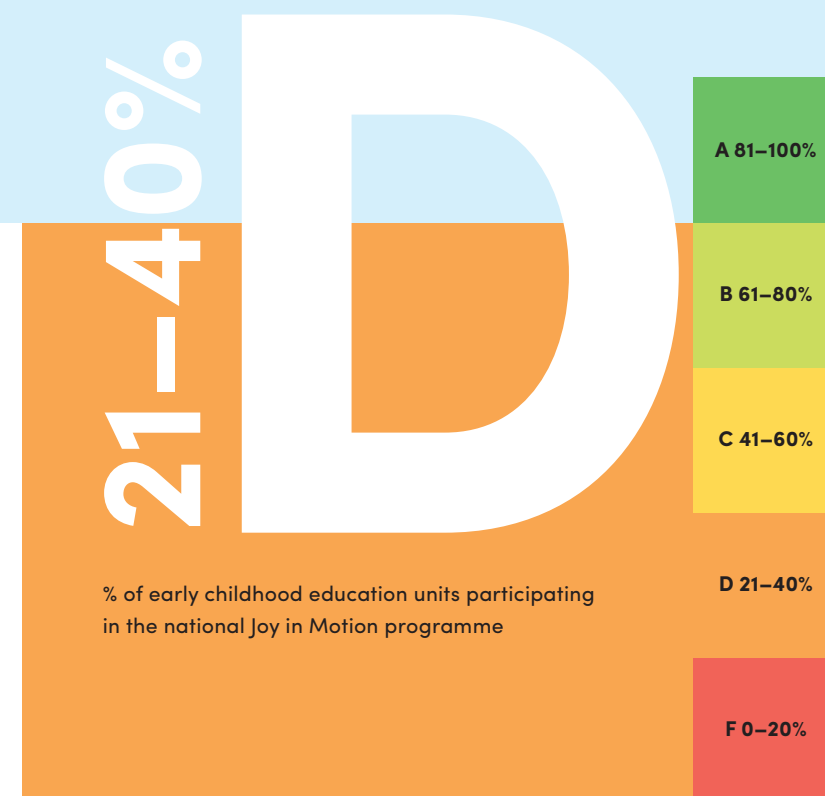 21–40%
D
% of early childhood education units participating
in the national Joy in Motion programme
A 81–100%
B 61–80%
C 41–60%
D 21–40%
F 0–20%